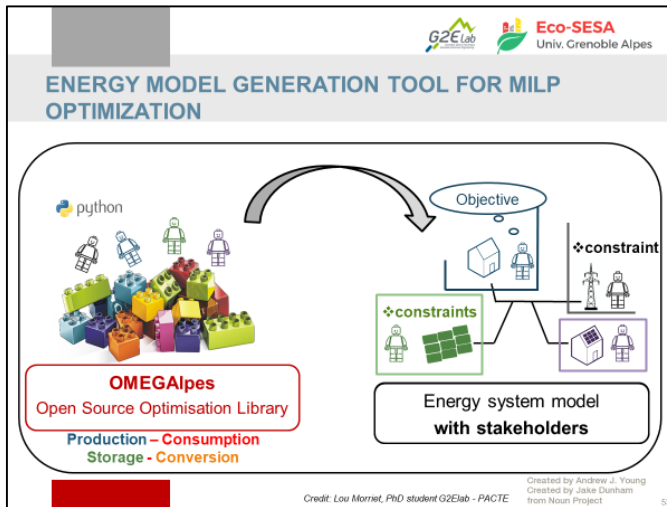 G2Elab
Eco-SESA
Univ. Grenoble Alpes
ENERGY MODEL GENERATION TOOL FOR MILP
OPTIMIZATION
python
Objective
❖constraint
❖constraints
OMEGAlpes
Open Source Optimisation Library
Energy system model
with stakeholders
Production – Consumption
Storage - Conversion
Credit: Lou Morriet, PhD student G2Elab - PACTE
Created by Andrew J. Young
Created by Jake Dunham
from Noun Project